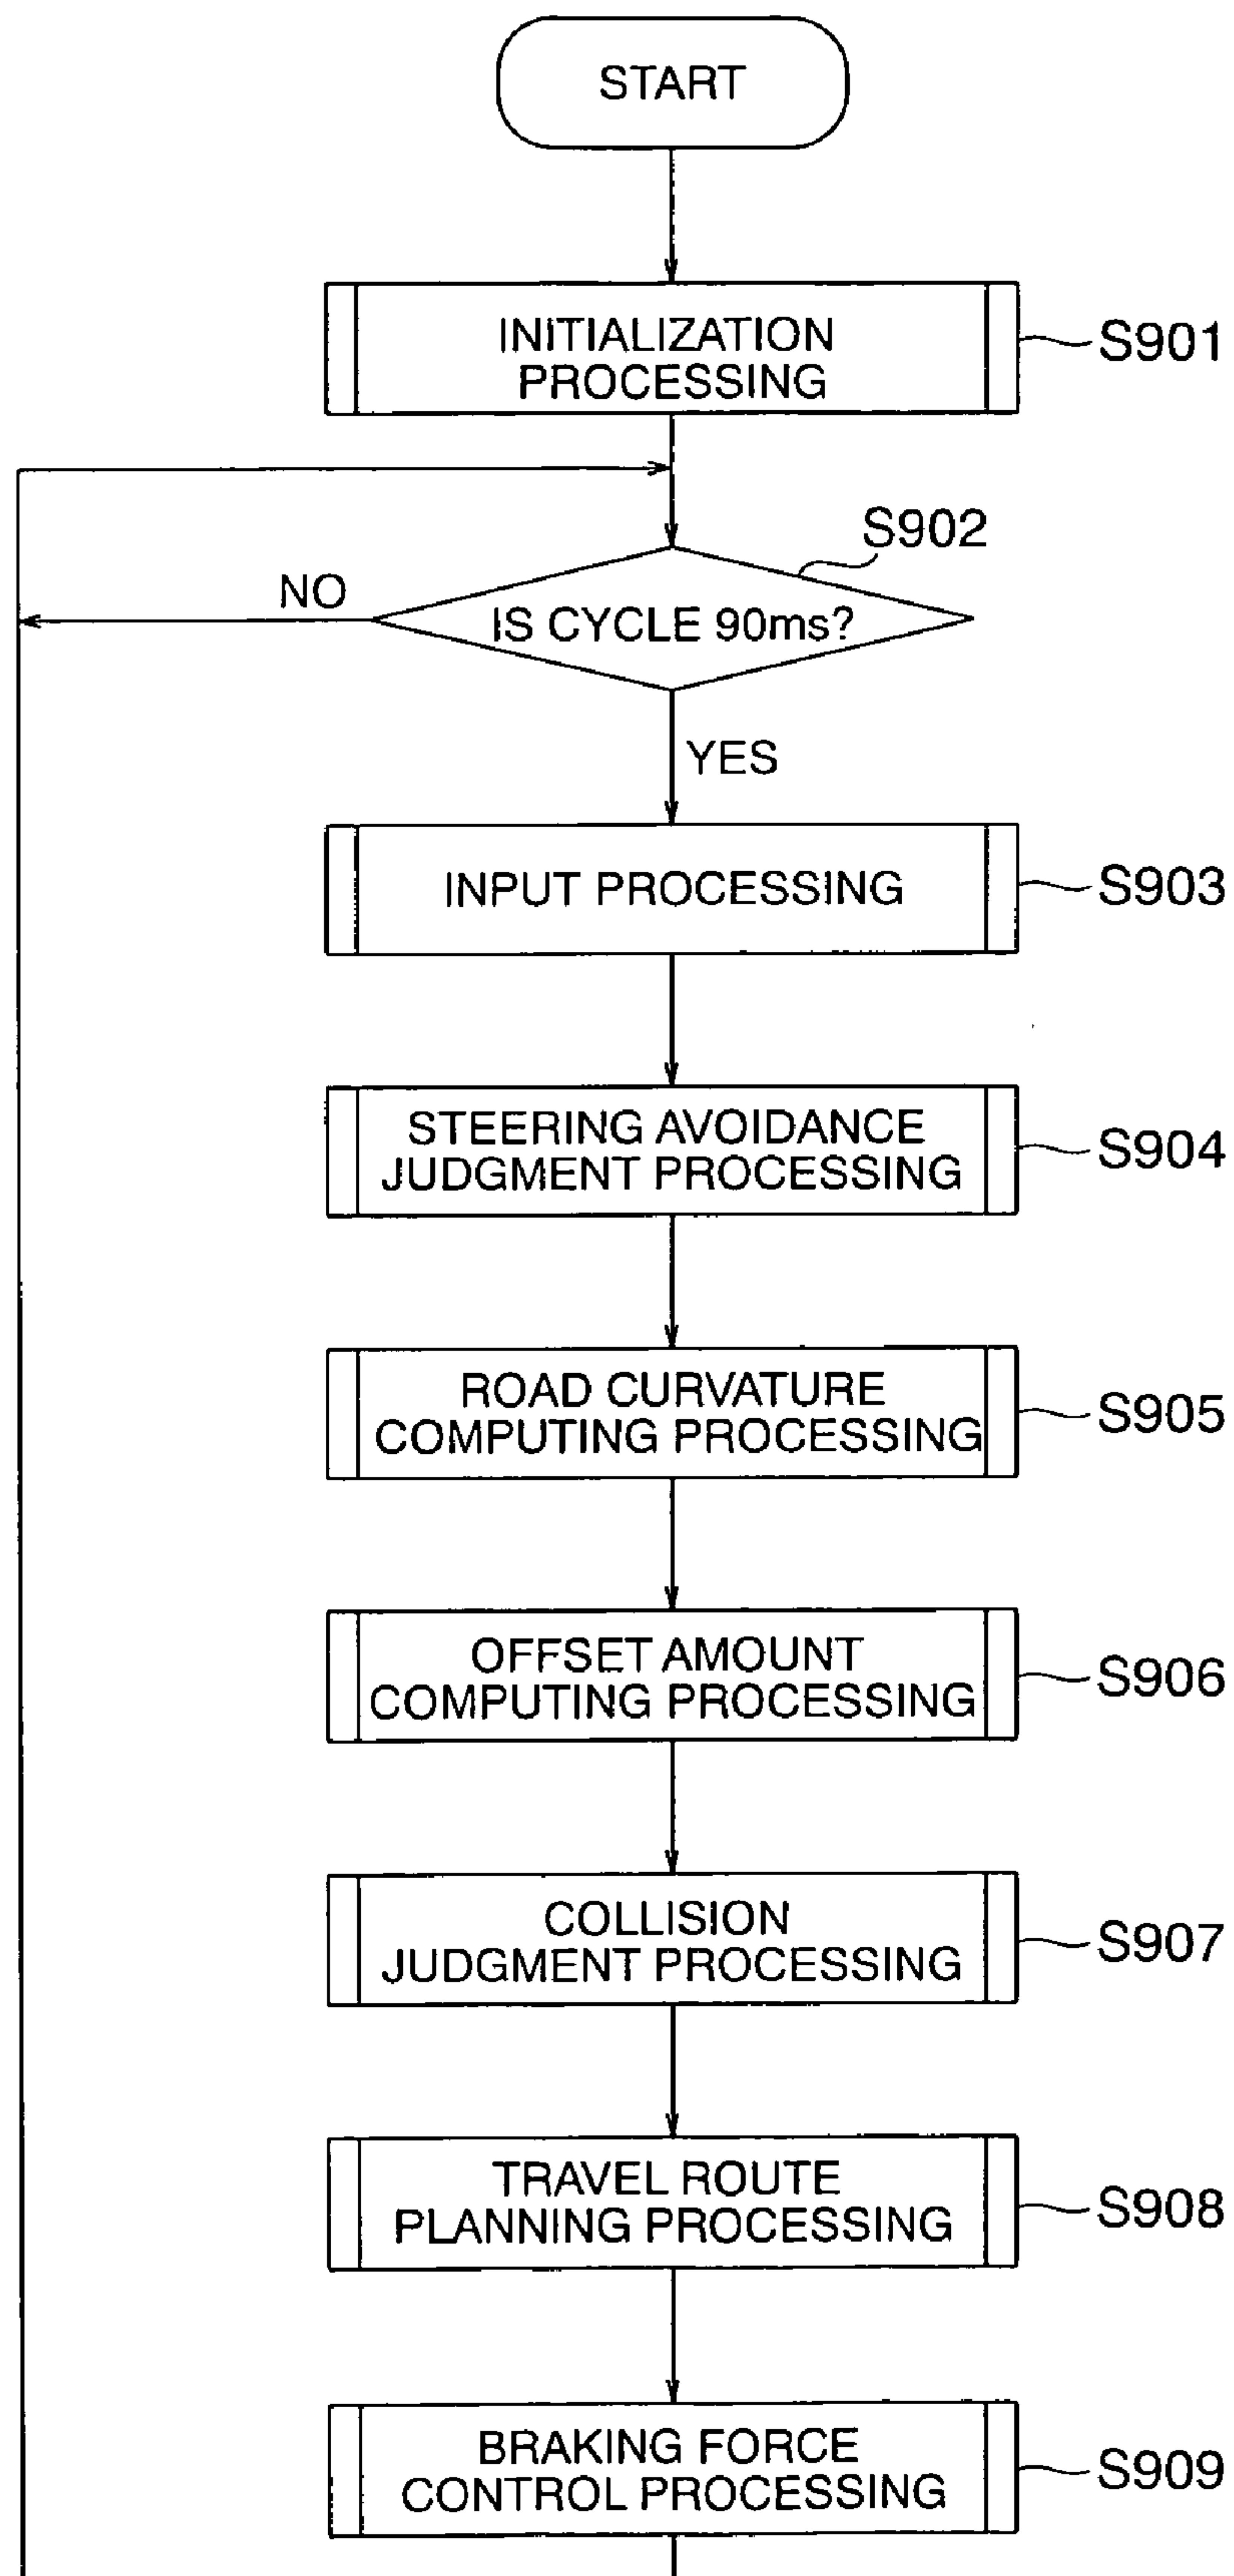 START
INITIALIZATION
PROCESSING
S901
S902
NO
IS CYCLE 90ms?
YES
INPUT PROCESSING
S903
STEERING AVOIDANCE
JUDGMENT PROCESSING
S904
ROAD CURVATURE
COMPUTING PROCESSING
S905
OFFSET AMOUNT
COMPUTING PROCESSING
S906
COLLISION
JUDGMENT PROCESSING
S907
TRAVEL ROUTE
PLANNING PROCESSING
S908
BRAKING FORCE
CONTROL PROCESSING
S909